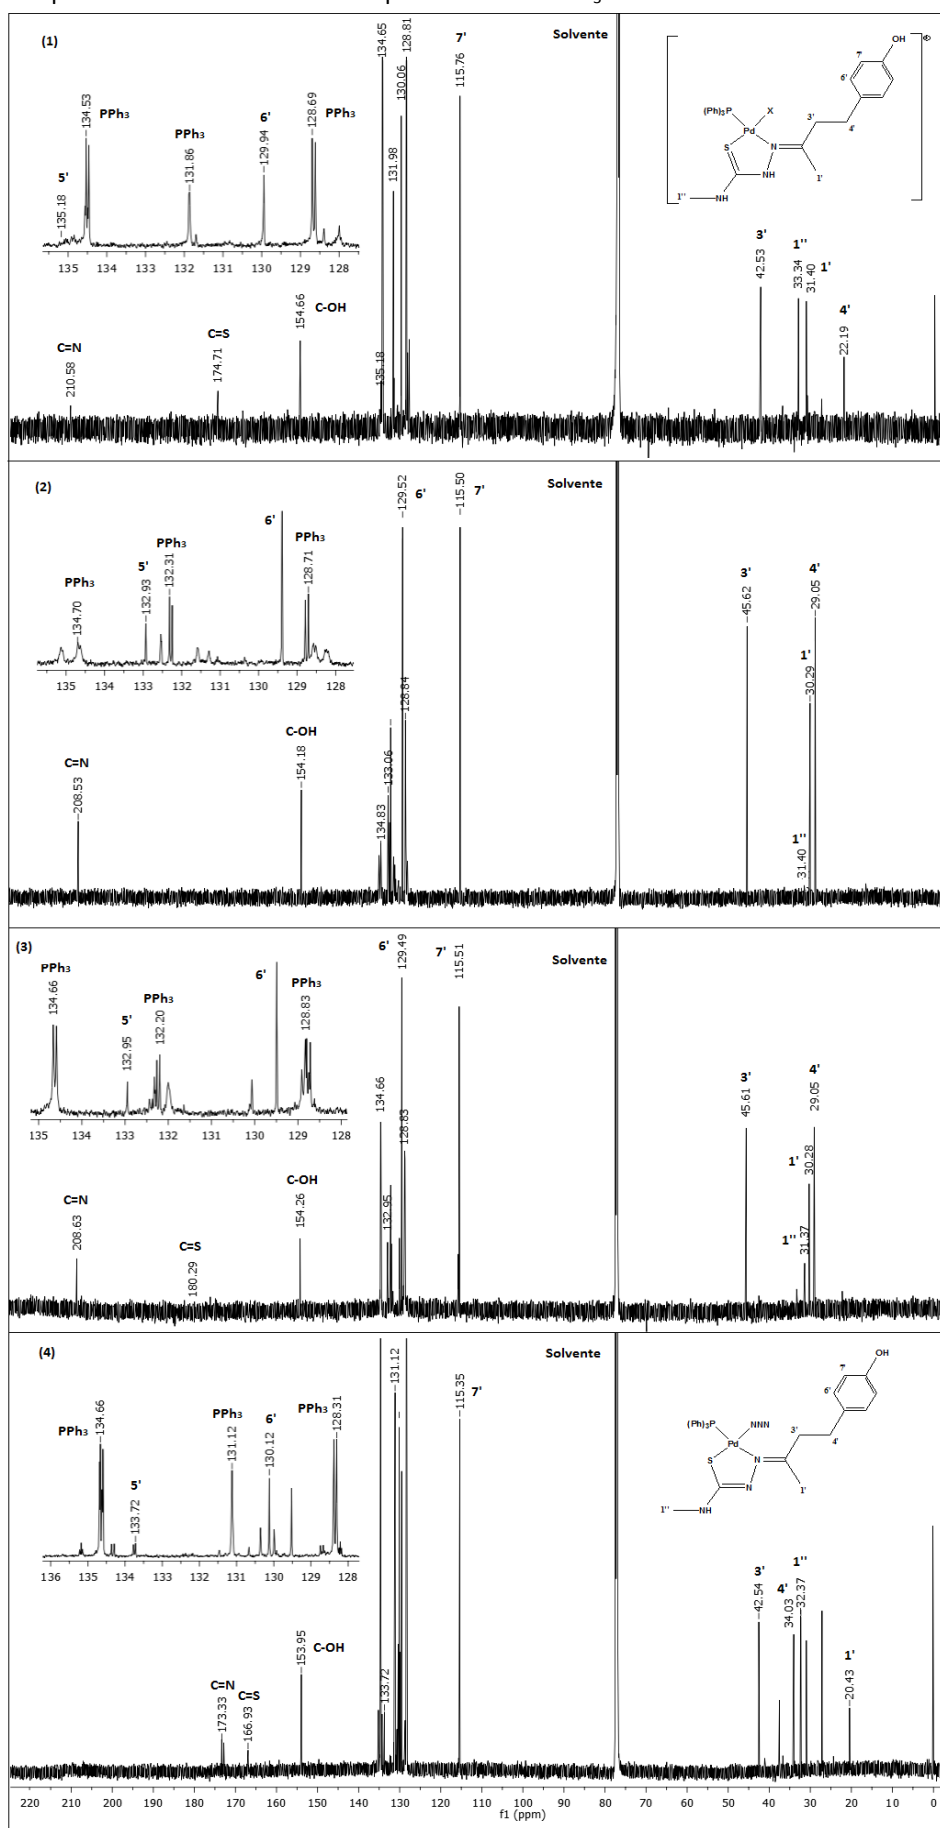 (1)
134.65
128.81
130.06
131.98
135.18
7'
115.76
Solvente
5'
135.18
134.53
PPh₃
PPh₃
131.86
6'
129.94
128.69
PPh₃
135 134 133 132 131 130 129 128
C=N
210.58
C=S
174.71
154.66
C-OH
3'
42.53
1''
33.34
31.40
1'
4'
22.19
OH
⊕
7'
6'
(Ph)₃P
X
Pd
3'
4'
S
N
1'
NH
1''
NH
(2)
129.52
6'
115.50
7'
Solvente
PPh₃
134.70
5'
132.93
PPh₃
132.31
6'
PPh₃
128.71
135 134 133 132 131 130 129 128
C=N
208.53
C-OH
154.18
134.83
133.06
128.84
3'
45.62
1''
31.40
1'
30.29
4'
29.05
(3)
6'
129.49
7'
115.51
Solvente
PPh₃
134.66
5'
132.95
PPh₃
132.20
6'
PPh₃
128.83
135 134 133 132 131 130 129 128
C=N
208.63
C=S
180.29
C-OH
154.26
134.66
132.95
128.83
3'
45.61
1''
31.37
1'
30.28
4'
29.05
(4)
131.12
7'
115.35
Solvente
PPh₃
134.66
5'
133.72
PPh₃
131.12
6'
130.12
PPh₃
128.31
136 135 134 133 132 131 130 129 128
C=N
173.33
C=S
166.93
C-OH
153.95
133.72
3'
42.54
4'
34.03
1''
32.37
1'
20.43
OH
7'
6'
(Ph)₃P
NNN
Pd
3'
4'
S
N
1'
N
1''
NH
220 210 200 190 180 170 160 150 140 130 120 110 100 90 80 70 60 50 40 30 20 10 0
f1 (ppm)